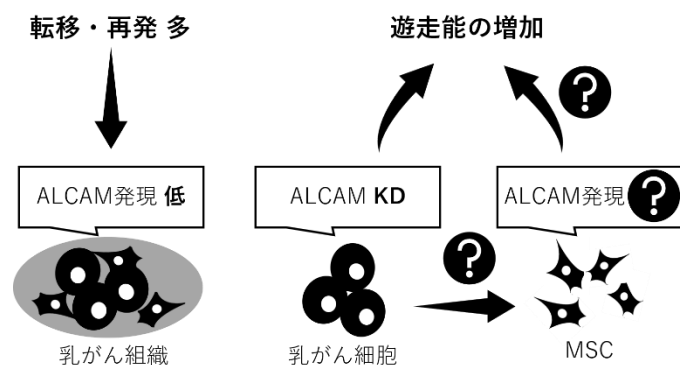 転移・再発 多
遊走能の増加
?
ALCAM発現 低
ALCAM KD
ALCAM発現 ?
?
乳がん組織
乳がん細胞
MSC